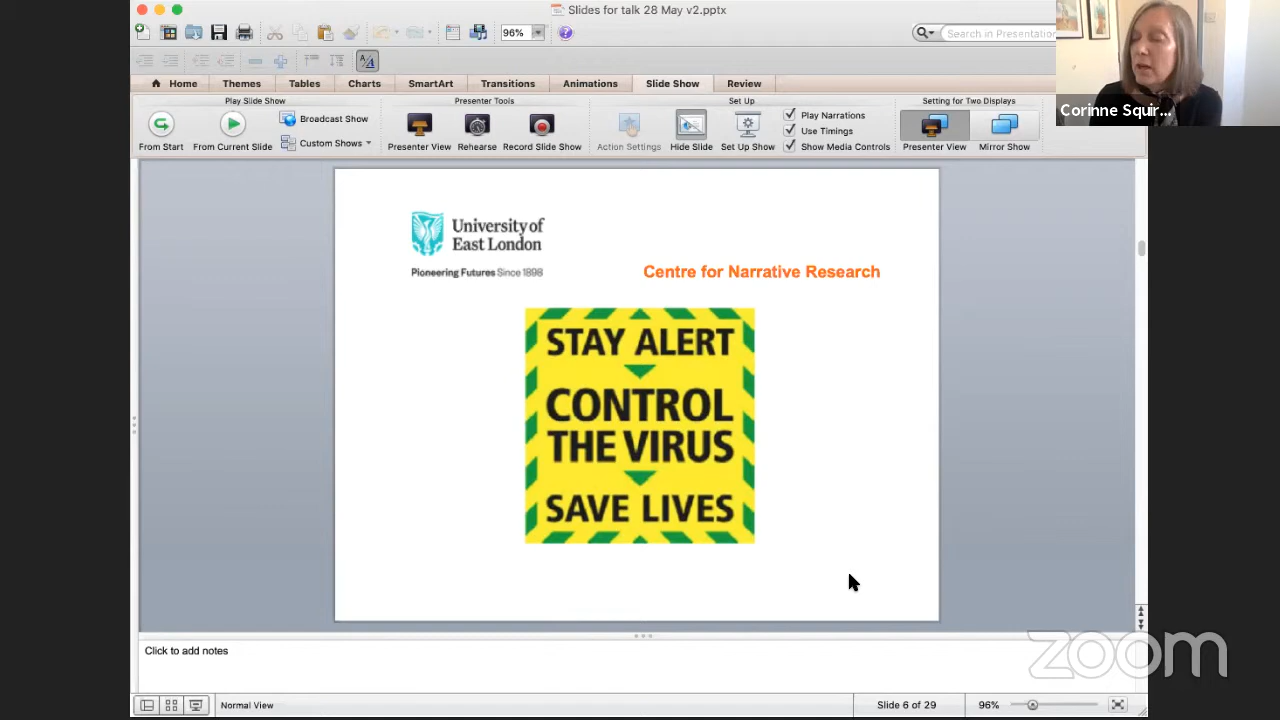 Slides for talk 28 May v2.pptx
96%
Search in Presentation
Home Themes Tables Charts SmartArt Transitions Animations Slide Show Review
Play Slide Show Presenter Tools Set Up Setting for Two Displays
From Start
From Current Slide
Broadcast Show
Custom Shows
Presenter View
Rehearse
Record Slide Show
Action Settings
Hide Slide
Set Up Show
Play Narrations
Use Timings
Show Media Controls
Presenter View
Mirror Show
Corinne Squir...
University of
East London
Pioneering Futures Since 1898
Centre for Narrative Research
STAY ALERT
CONTROL
THE VIRUS
SAVE LIVES
Click to add notes
zoom
Normal View
Slide 6 of 29
96%